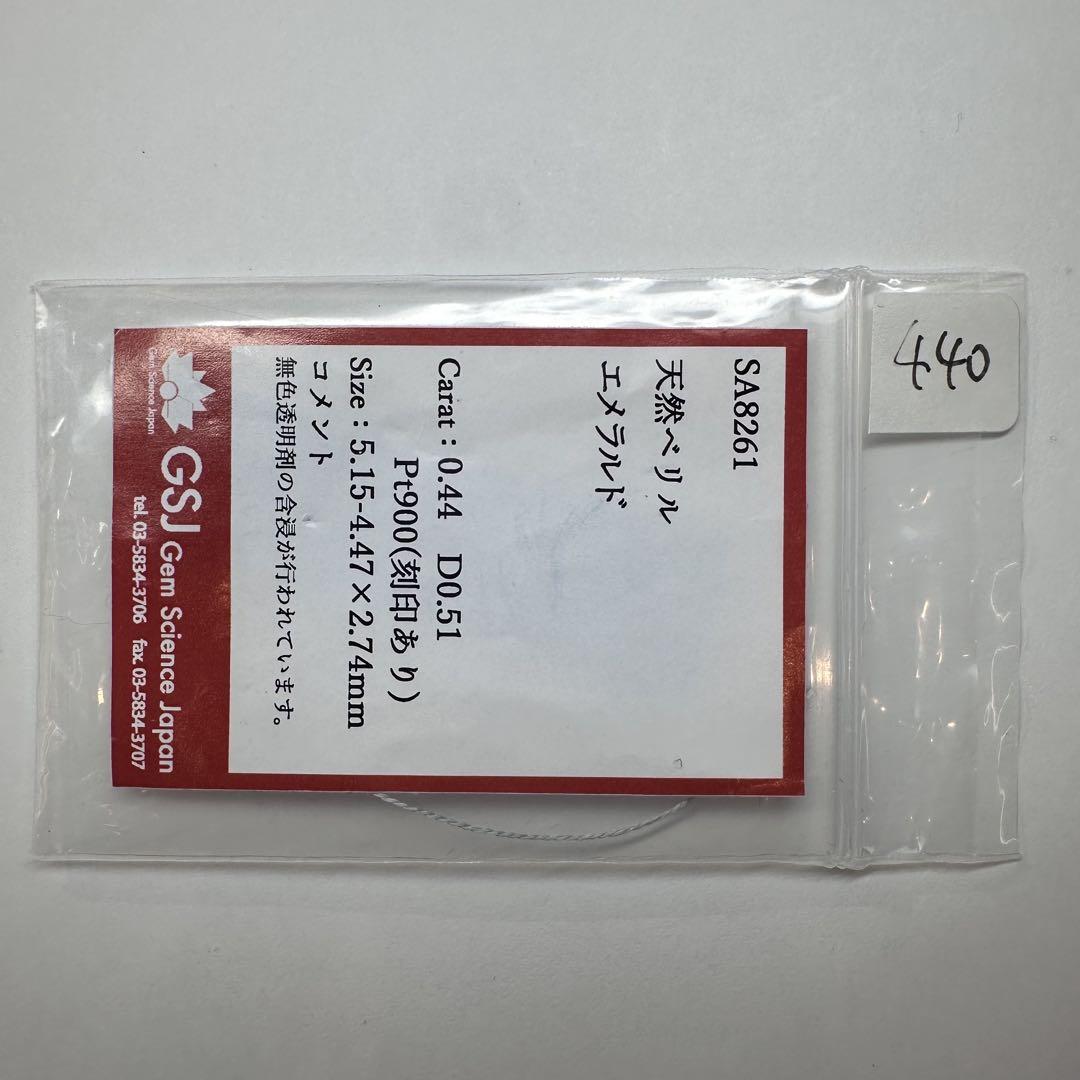 440
SA8261
天然ベリル
エメラルド
Carat : 0.44 D0.51
Pt900(刻印あり)
Size : 5.15-4.47×2.74mm
コメント
無色透明剤の含浸が行われています。
Gem Science Japan
GSJ Gem Science Japan
tel. 03-5834-3706 fax. 03-5834-3707